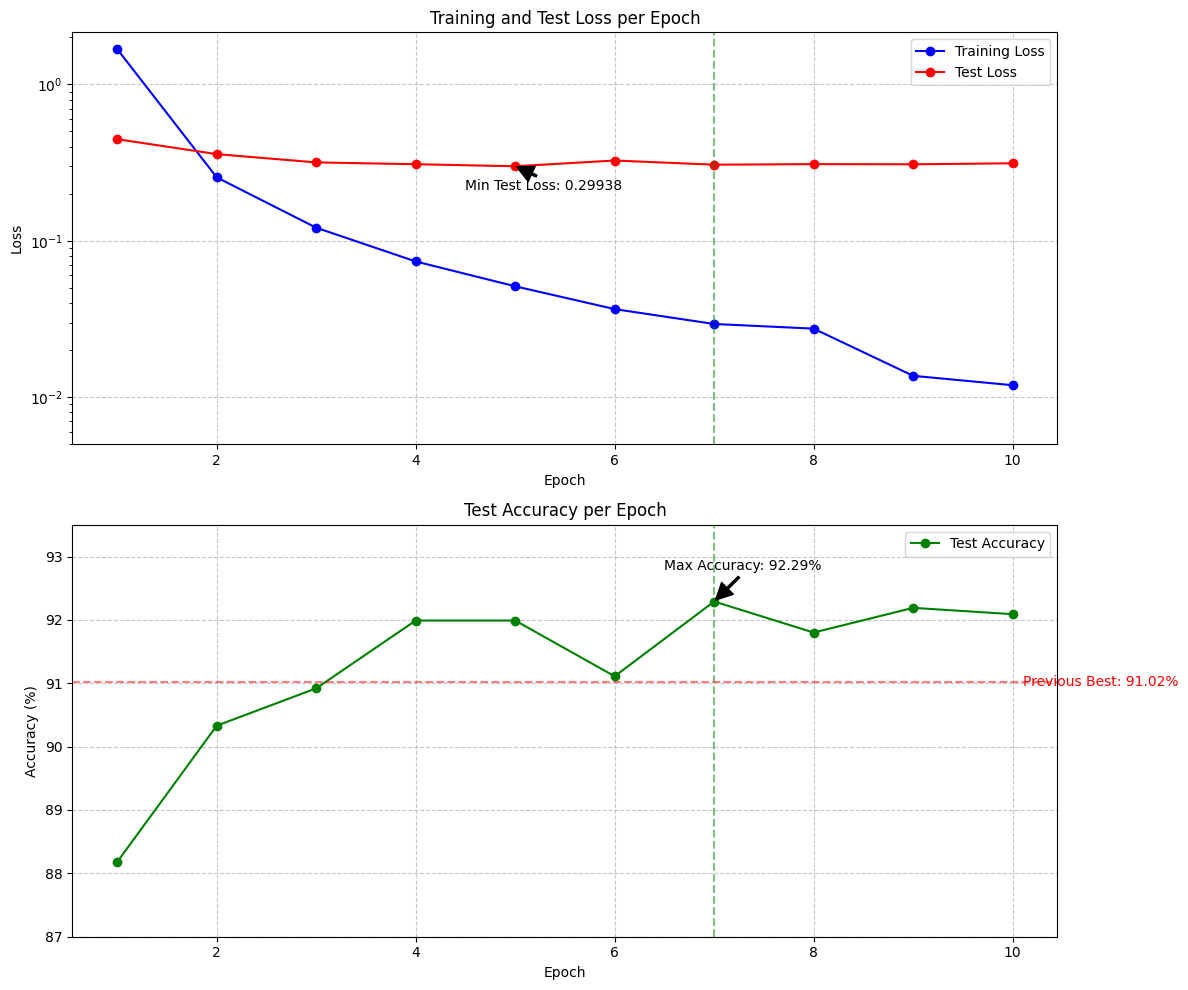 Training and Test Loss per Epoch
Training Loss
Test Loss
Min Test Loss: 0.29938
10⁰
10⁻¹
10⁻²
Loss
2 4 6 8 10
Epoch
Test Accuracy per Epoch
Test Accuracy
Max Accuracy: 92.29%
Previous Best: 91.02%
93
92
91
90
89
88
87
Accuracy (%)
2 4 6 8 10
Epoch